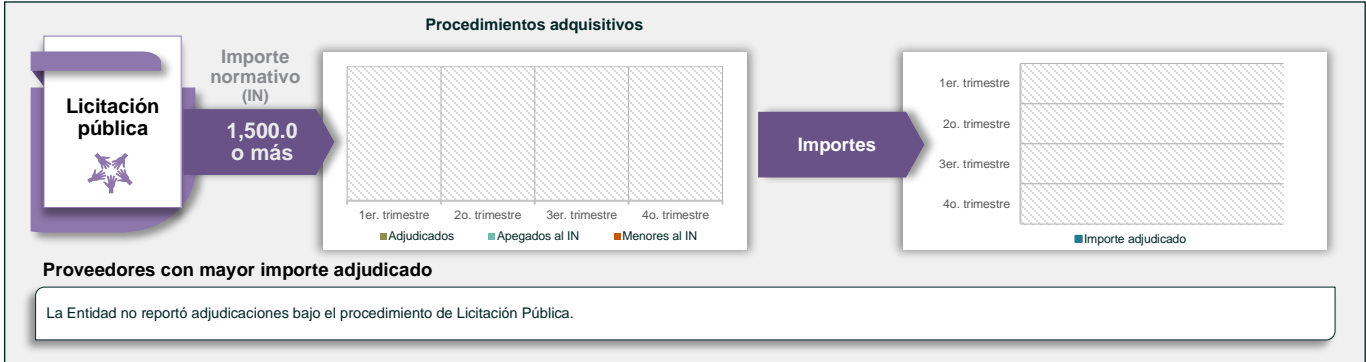 Procedimientos adquisitivos
Licitación
pública
Importe
normativo
(IN)
1,500.0
o más
1er. trimestre 2o. trimestre 3er. trimestre 4o. trimestre
Adjudicados Apegados al IN Menores al IN
Importes
1er. trimestre
2o. trimestre
3er. trimestre
4o. trimestre
Importe adjudicado
Proveedores con mayor importe adjudicado
La Entidad no reportó adjudicaciones bajo el procedimiento de Licitación Pública.